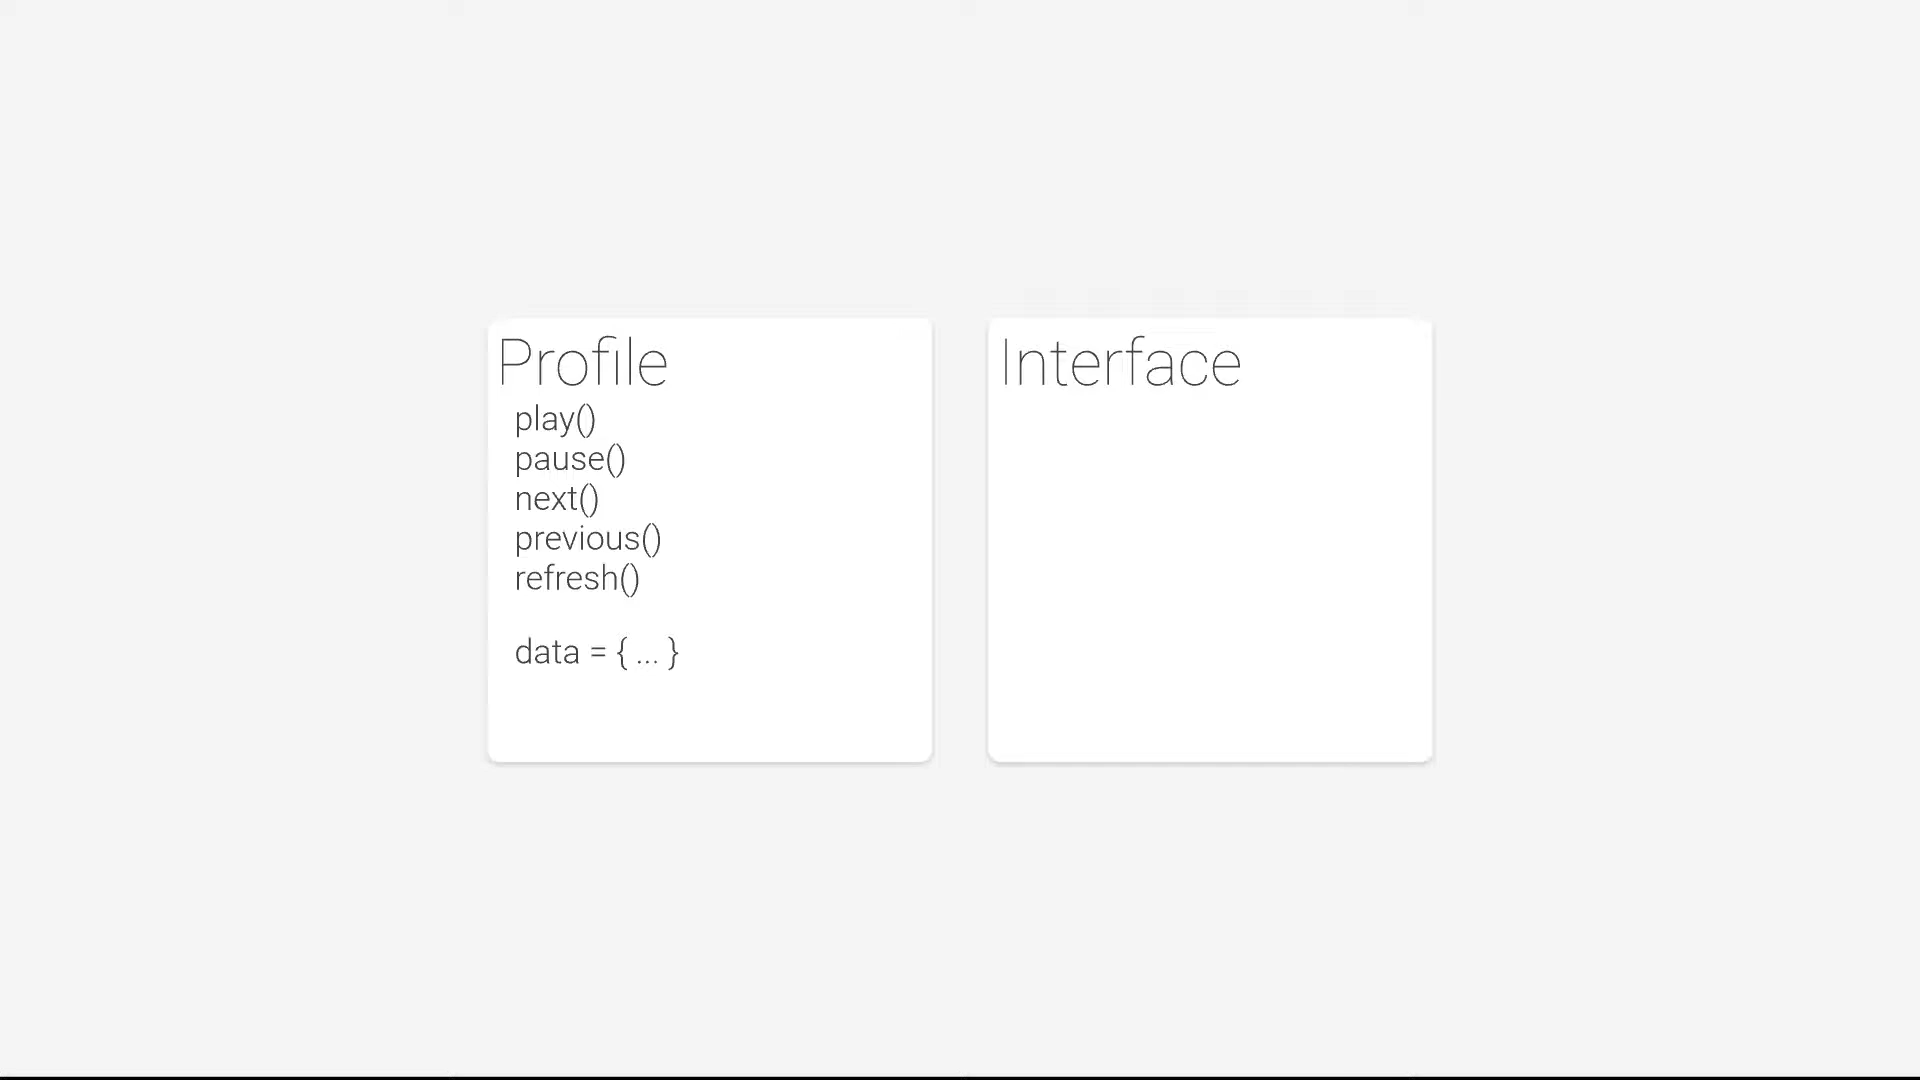 Profile
play()
pause()
next()
previous()
refresh()
data = { ... }
Interface